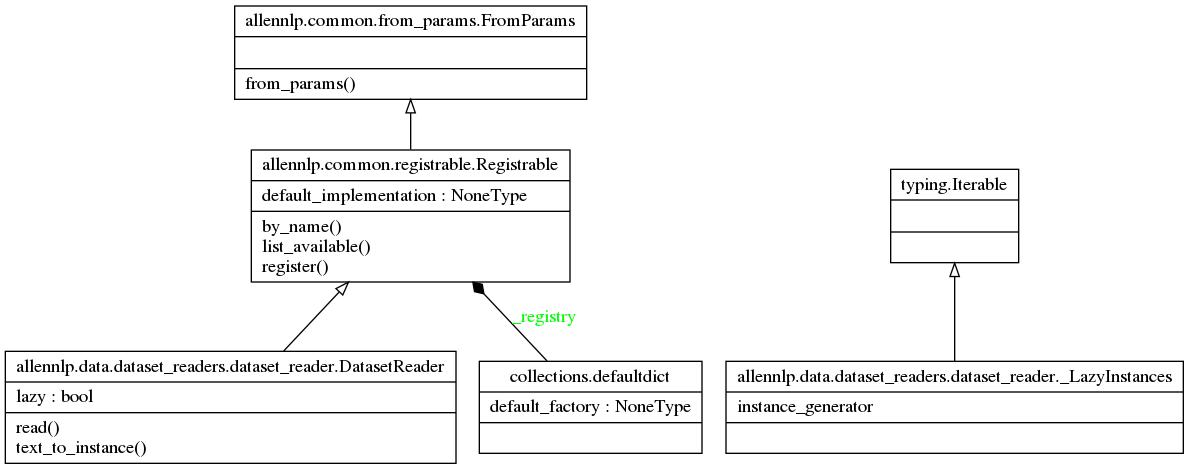 allennlp.common.from_params.FromParams
from_params()
allennlp.common.registrable.Registrable
default_implementation : NoneType
by_name()
list_available()
register()
typing.Iterable
_registry
allennlp.data.dataset_readers.dataset_reader.DatasetReader
lazy : bool
read()
text_to_instance()
collections.defaultdict
default_factory : NoneType
allennlp.data.dataset_readers.dataset_reader._LazyInstances
instance_generator